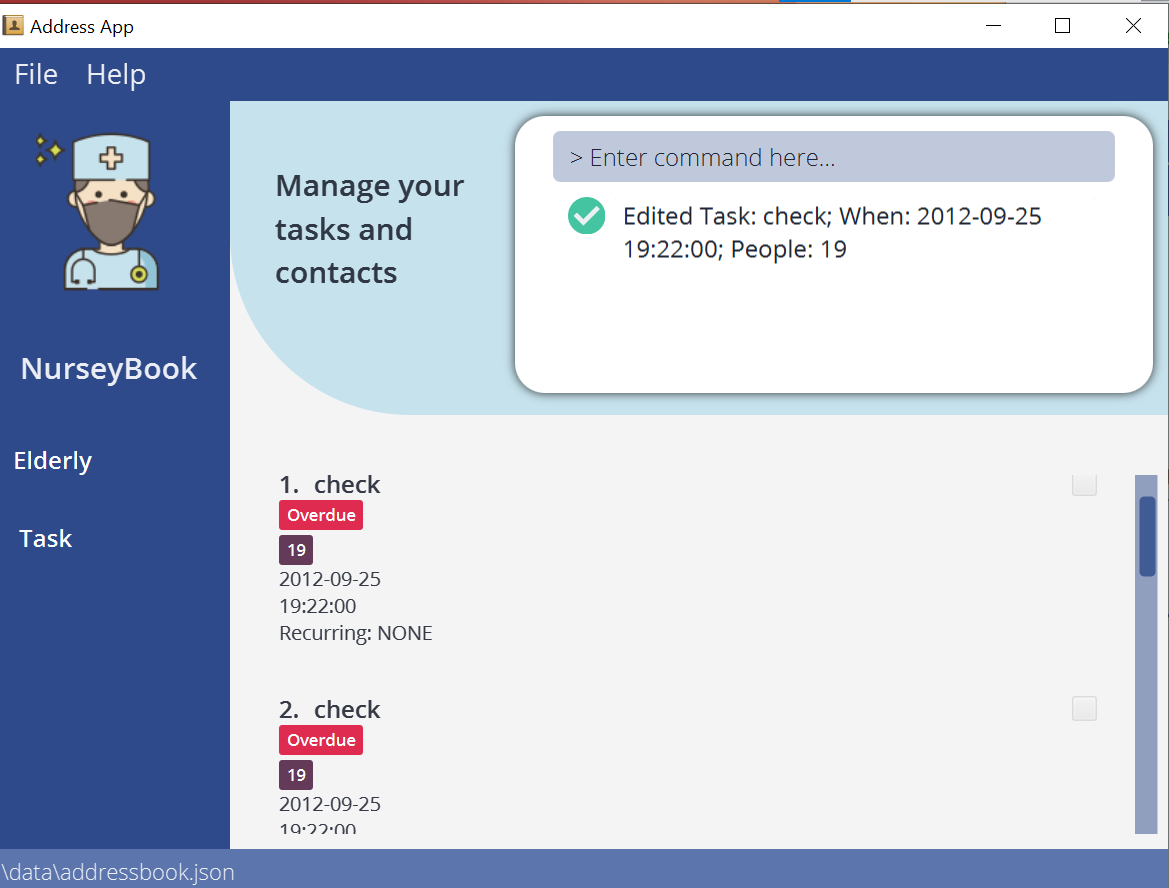 Address App
File Help
Manage your
tasks and
contacts
> Enter command here...
Edited Task: check; When: 2012-09-25
19:22:00; People: 19
NurseyBook
Elderly
Task
1. check
Overdue
19
2012-09-25
19:22:00
Recurring: NONE
2. check
Overdue
19
2012-09-25
19:22:00
\data\addressbook.json